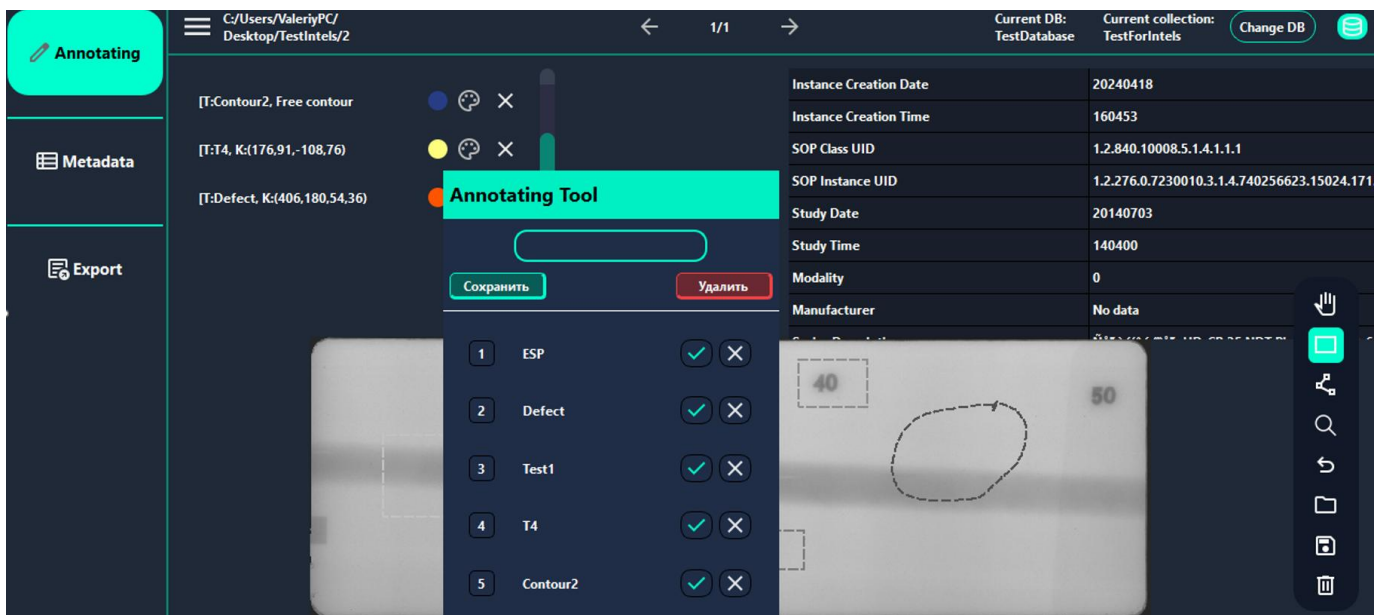 Annotating
Metadata
Export
C:/Users/ValeriyPC/
Desktop/TestIntels/2
1/1
Current DB:
TestDatabase
Current collection:
TestForIntels
Change DB
[T:Contour2, Free contour
[T:T4, K:(176,91,-108,76)
[T:Defect, K:(406,180,54,36)
Annotating Tool
Сохранить
Удалить
1 ESP
2 Defect
3 Test1
4 T4
5 Contour2
Instance Creation Date 20240418
Instance Creation Time 160453
SOP Class UID 1.2.840.10008.5.1.4.1.1.1
SOP Instance UID 1.2.276.0.7230010.3.1.4.740256623.15024.171
Study Date 20140703
Study Time 140400
Modality 0
Manufacturer No data
40
50